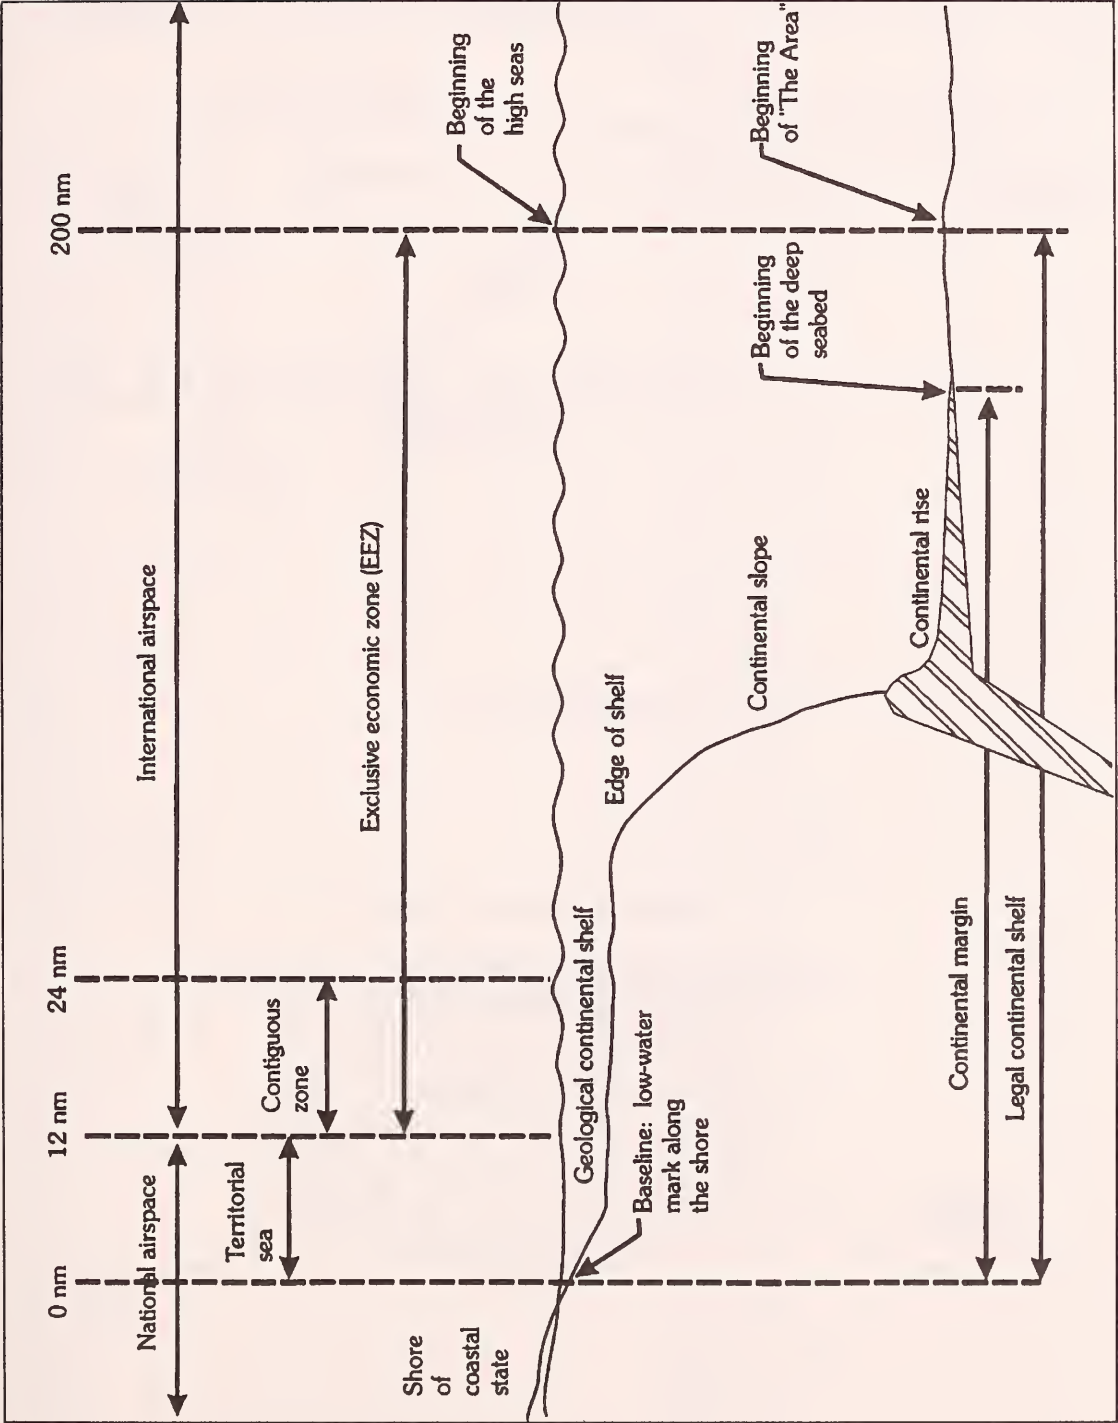 0 nm
12 nm
24 nm
200 nm
National airspace
International airspace
Territorial
sea
Contiguous
zone
Exclusive economic zone (EEZ)
Shore
of
coastal
state
Beginning
of the
high seas
Geological continental shelf
Edge of shelf
Baseline: low-water
mark along
the shore
Continental slope
Beginning
of the deep
seabed
Beginning
of "The Area"
Continental rise
Continental margin
Legal continental shelf